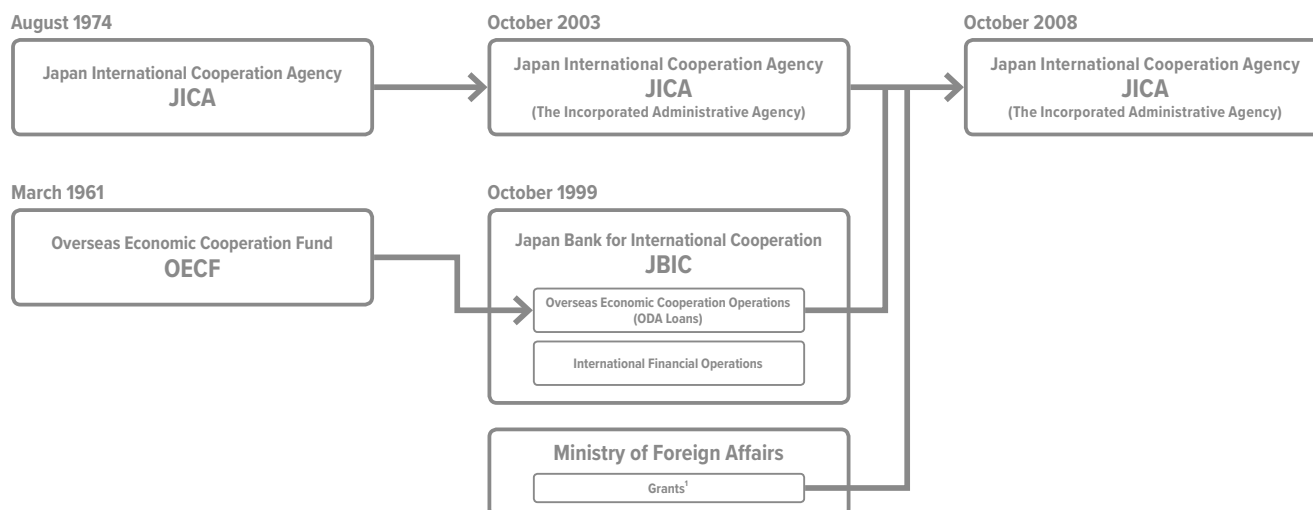 August 1974
Japan International Cooperation Agency
JICA
October 2003
Japan International Cooperation Agency
JICA
(The Incorporated Administrative Agency)
October 2008
Japan International Cooperation Agency
JICA
(The Incorporated Administrative Agency)
March 1961
Overseas Economic Cooperation Fund
OECF
October 1999
Japan Bank for International Cooperation
JBIC
Overseas Economic Cooperation Operations
(ODA Loans)
International Financial Operations
Ministry of Foreign Affairs
Grants¹